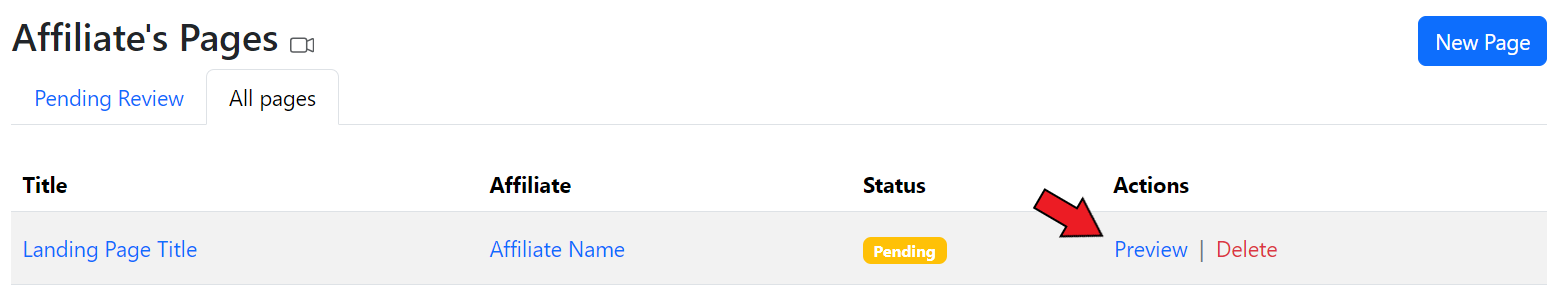 Affiliate's Pages
New Page
Pending Review
All pages
Title Affiliate Status Actions
Landing Page Title Affiliate Name Pending Preview | Delete